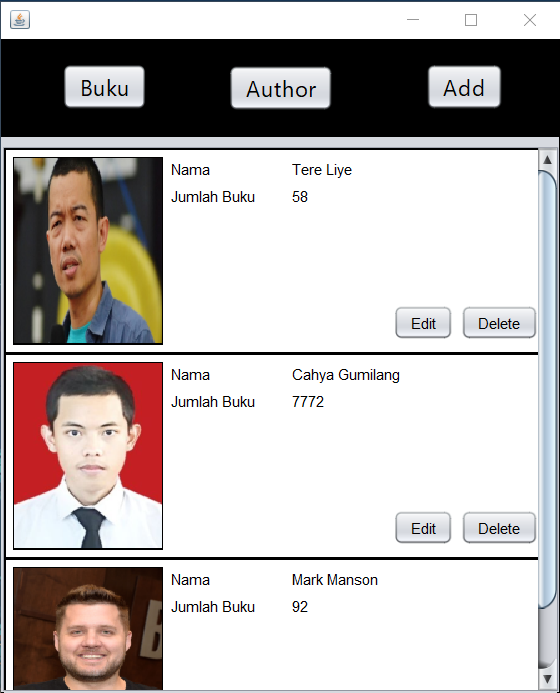 Buku Author Add
Nama Tere Liye
Jumlah Buku 58
Edit Delete
Nama Cahya Gumilang
Jumlah Buku 7772
Edit Delete
Nama Mark Manson
Jumlah Buku 92